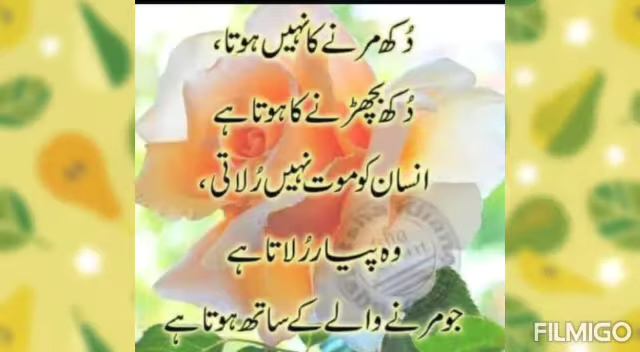 دُکھ مرنے کا نہیں ہوتا،
دُکھ بچھڑنے کا ہوتا ہے
انسان کو موت نہیں رُلاتی،
وہ پیار رُلاتا ہے
جو مرنے والے کے ساتھ ہوتا ہے
FILMIGO